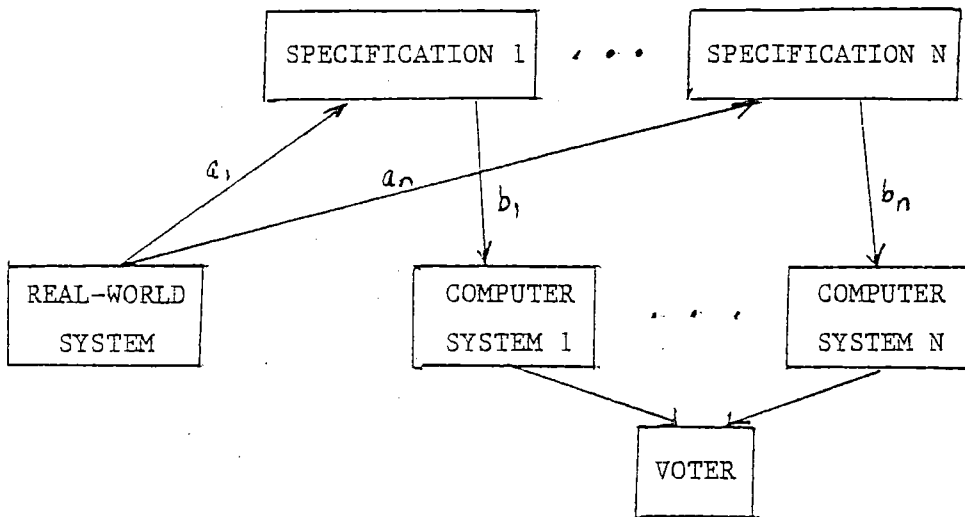 SPECIFICATION 1 . . . SPECIFICATION N
a1
an
b1
bn
REAL-WORLD
SYSTEM
COMPUTER
SYSTEM 1
. . . .
COMPUTER
SYSTEM N
VOTER